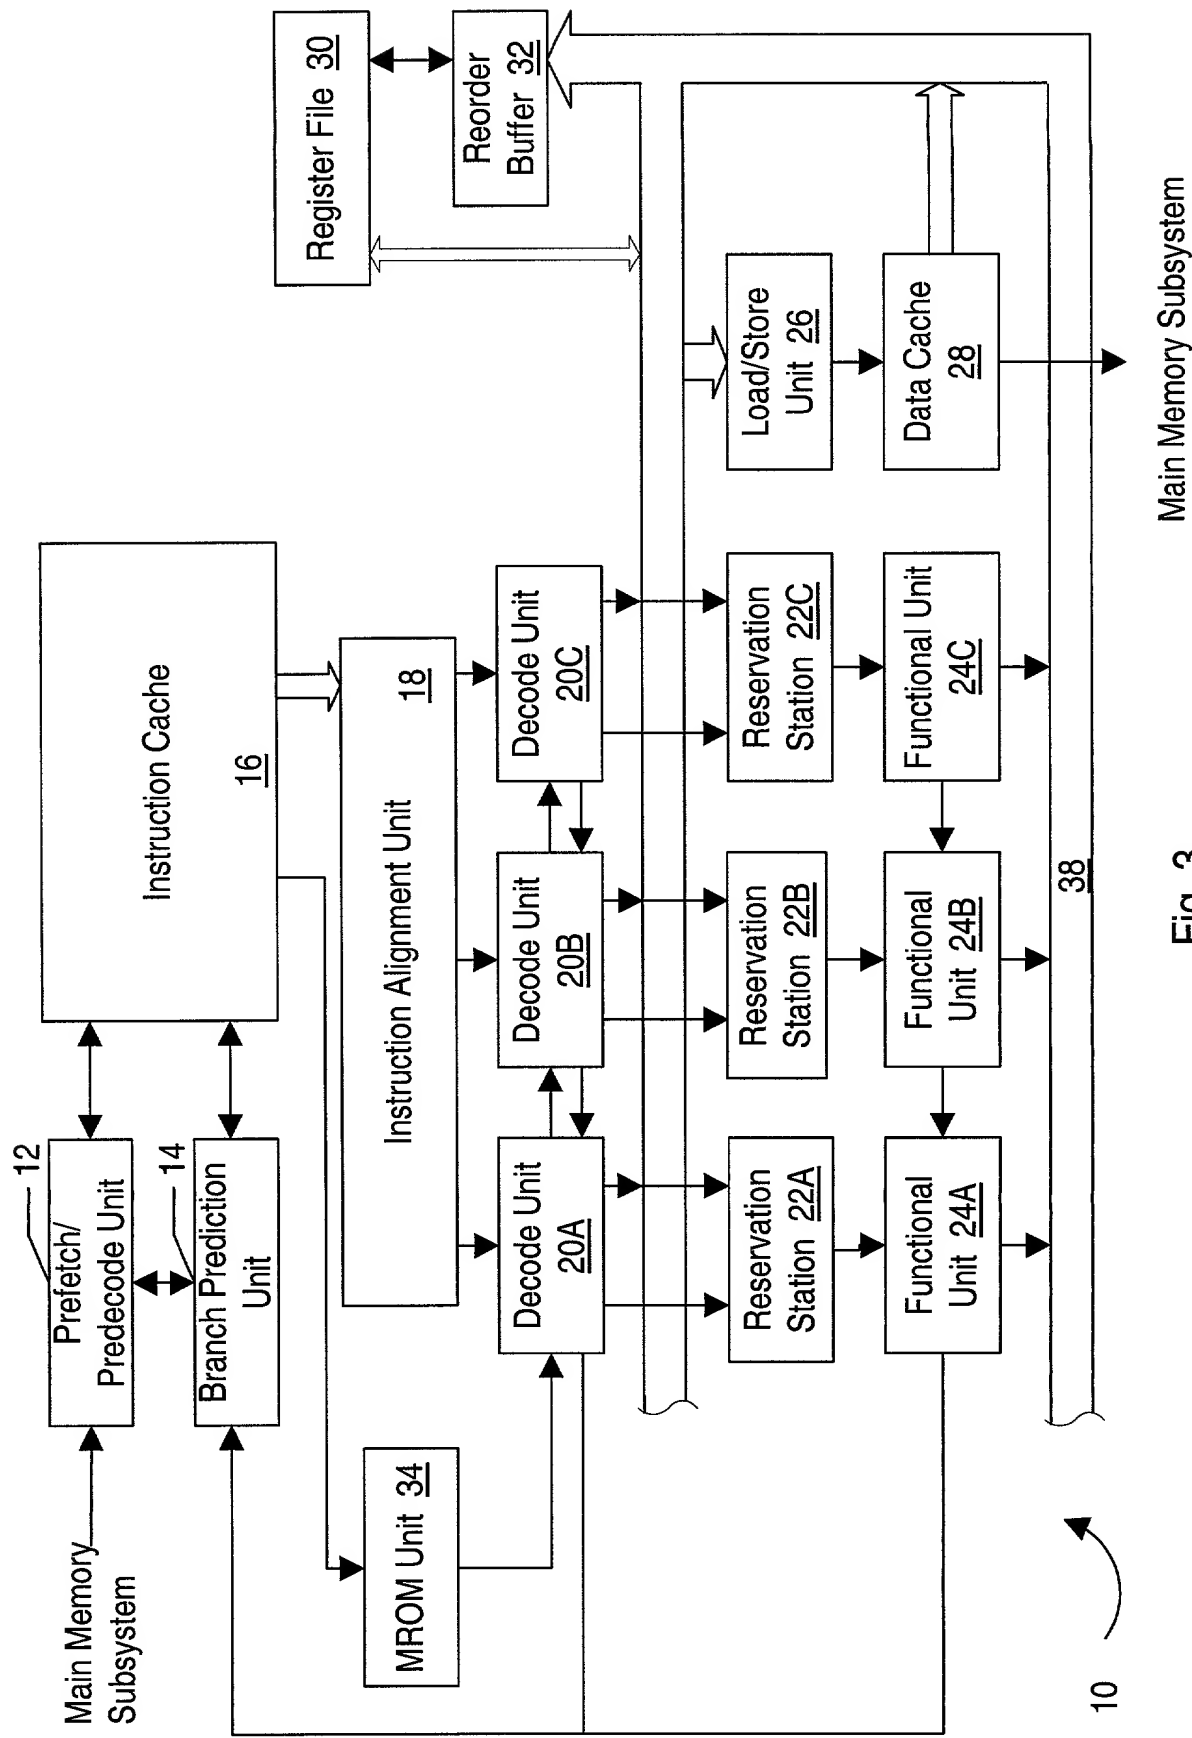 Main Memory
Subsystem
12
Prefetch/
Predecode Unit
14
Branch Prediction
Unit
Instruction Cache
16
Register File 30
Reorder
Buffer 32
MROM Unit 34
Instruction Alignment Unit
18
Decode Unit
20A
Decode Unit
20B
Decode Unit
20C
Reservation
Station 22A
Reservation
Station 22B
Reservation
Station 22C
Load/Store
Unit 26
Functional
Unit 24A
Functional
Unit 24B
Functional Unit
24C
Data Cache
28
38
10
Main Memory Subsystem
Fig. 3